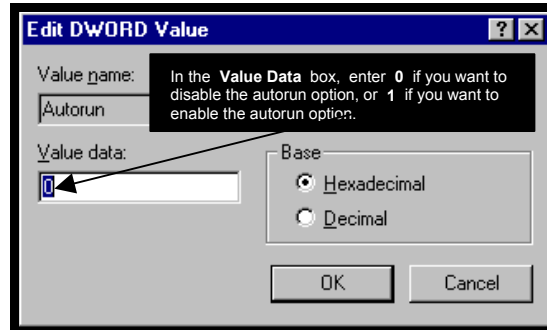 Edit DWORD Value
Value name:
In the Value Data box, enter 0 if you want to
disable the autorun option, or 1 if you want to
enable the autorun option.
Autorun
Value data:
0
Base
Hexadecimal
Decimal
OK
Cancel